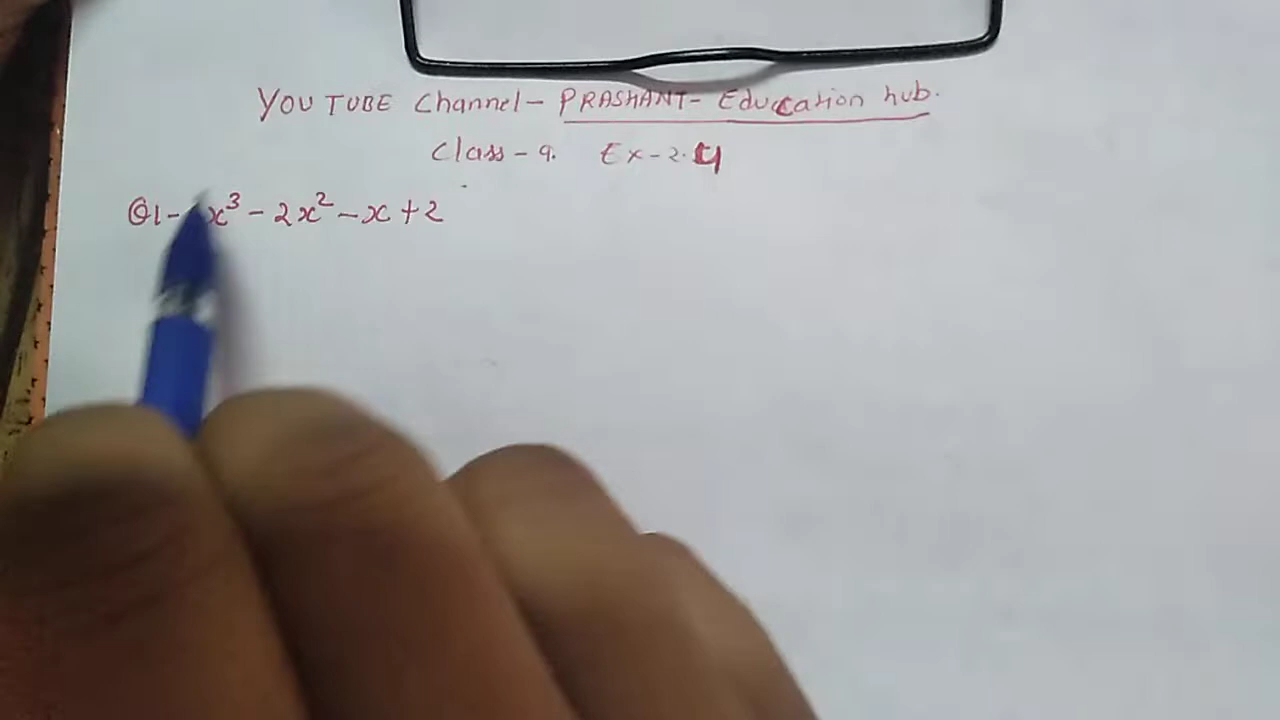 YOU TUBE Channel - PRASHANT - Education hub.
Class - 9. Ex - 2.4
Q1 - x³ - 2x² - x + 2